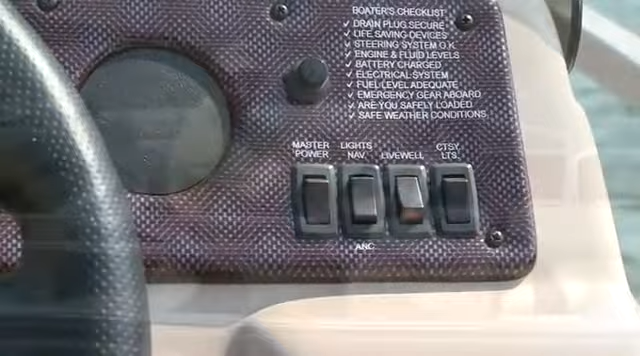 BOATER'S CHECKLIST
✓ DRAIN PLUG SECURE
✓ LIFE SAVING DEVICES
✓ STEERING SYSTEM O.K.
✓ ENGINE & FLUID LEVELS
✓ BATTERY CHARGED
✓ ELECTRICAL SYSTEM
✓ FUEL LEVEL ADEQUATE
✓ EMERGENCY GEAR ABOARD
✓ ARE YOU SAFELY LOADED
✓ SAFE WEATHER CONDITIONS
MASTER POWER
LIGHTS NAV.
LIVEWELL
CTSY. LTS.
ANC.